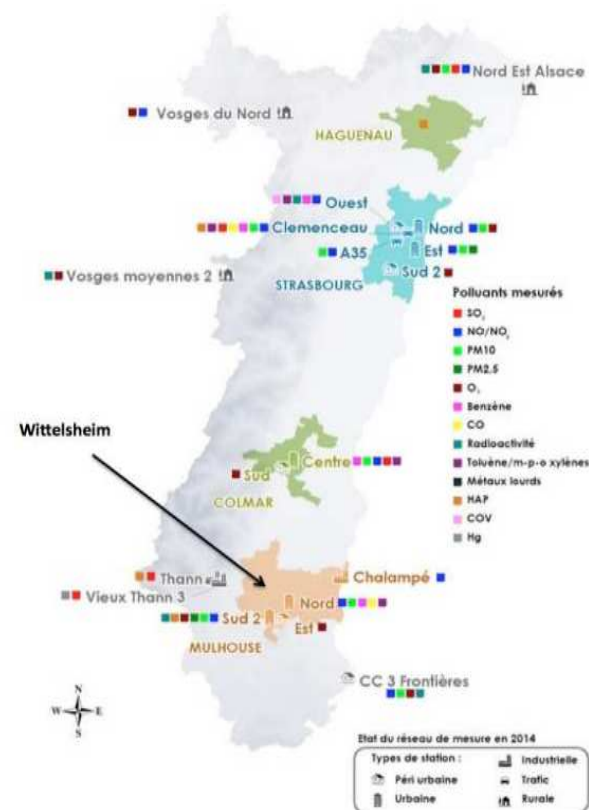 Nord Est Alsace
Vosges du Nord
HAGUENAU
Ouest
Clemenceau
Nord
A35
Est
Vosges moyennes 2
Sud 2
STRASBOURG
Polluants mesurés
SO2
NO/NO2
PM10
PM2.5
O3
Benzène
CO
Radioactivité
Toluène/m-p-o xylènes
Métaux lourds
HAP
COV
Hg
Wittelsheim
Centre
Sud
COLMAR
Thann
Chalampé
Vieux Thann 3
Nord
Sud 2
Est
MULHOUSE
CC 3 Frontières
N
W E
S
Etat du réseau de mesure en 2014
Types de station :
Industrielle
Péri urbaine
Trafic
Urbaine
Rurale